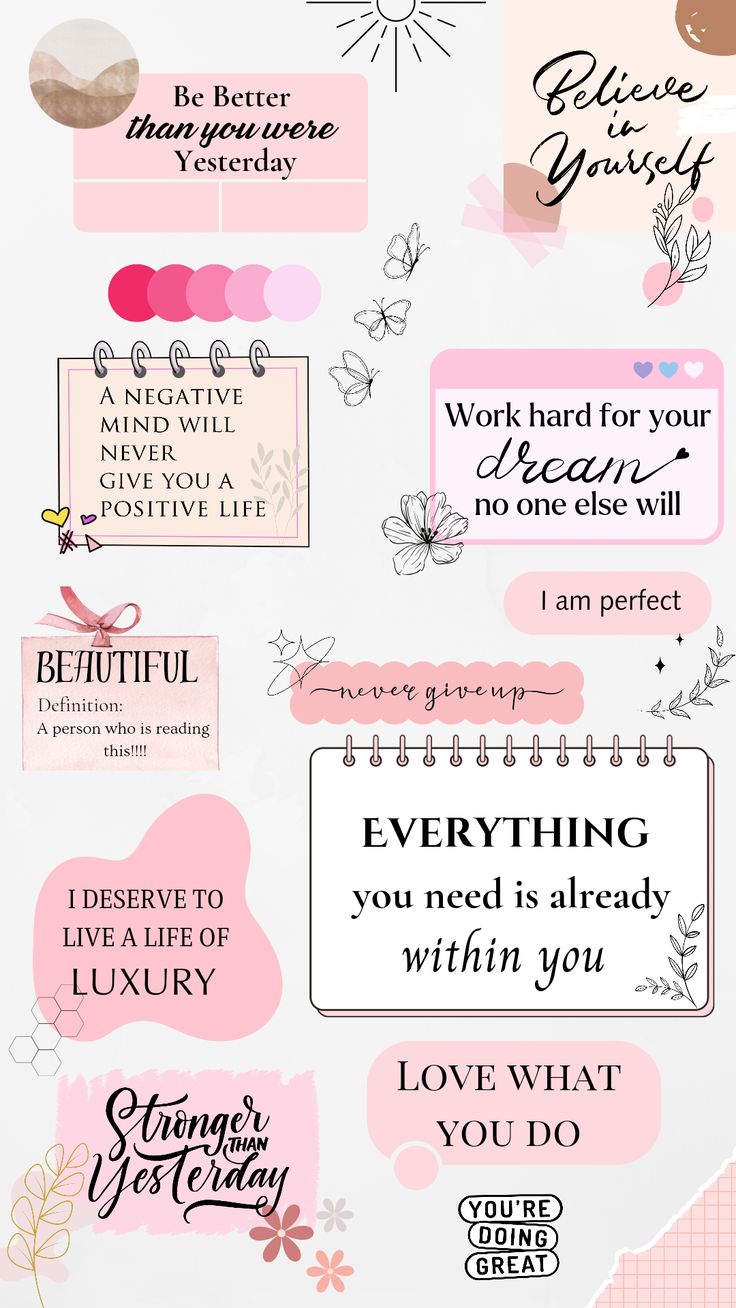 Be Better
than you were
Yesterday
Believe
in
Yourself
A NEGATIVE
MIND WILL
NEVER
GIVE YOU A
POSITIVE LIFE
Work hard for your
dream
no one else will
I am perfect
BEAUTIFUL
Definition:
A person who is reading
this!!!!
never give up
EVERYTHING
you need is already
within you
I DESERVE TO
LIVE A LIFE OF
LUXURY
LOVE WHAT
YOU DO
Stronger
THAN
Yesterday
YOU'RE
DOING
GREAT